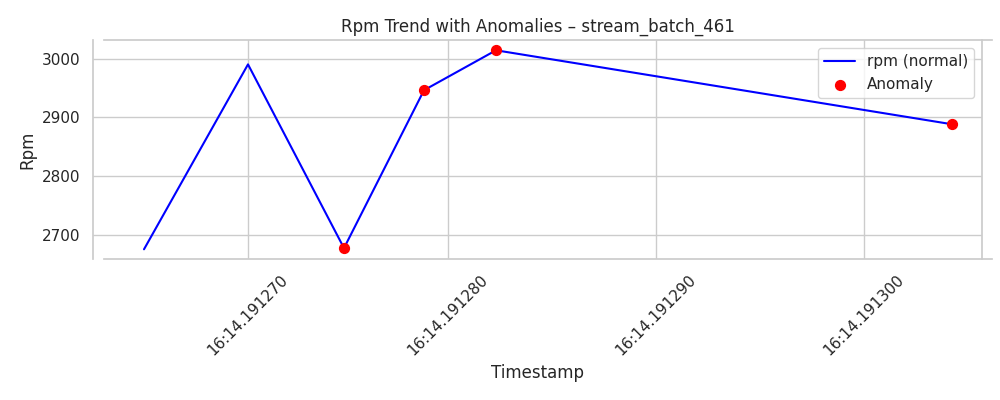 Rpm Trend with Anomalies – stream_batch_461
rpm (normal)
Anomaly
Rpm
3000
2900
2800
2700
16:14.191270
16:14.191280
16:14.191290
16:14.191300
Timestamp